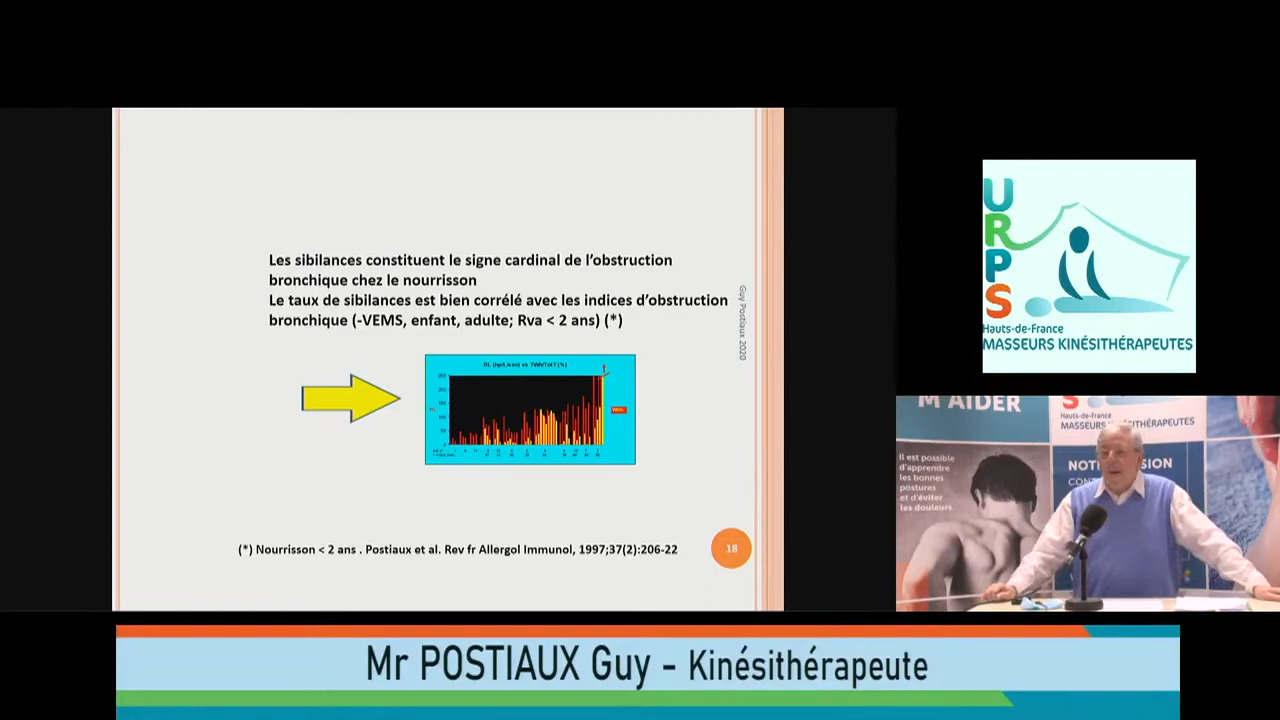 Les sibilances constituent le signe cardinal de l'obstruction
bronchique chez le nourrisson
Le taux de sibilances est bien corrélé avec les indices d'obstruction
bronchique (-VEMS, enfant, adulte; Rva < 2 ans) (*)
Guy Postiaux 2020
(*) Nourrisson < 2 ans . Postiaux et al. Rev fr Allergol Immunol, 1997;37(2):206-22
18
URPS
Hauts-de-France
MASSEURS KINÉSITHÉRAPEUTES
M'AIDER
Hauts-de-France
MASSEURS KINÉSITHÉRAPEUTES
Il est possible
d'apprendre
les bonnes
postures
et d'éviter
les douleurs
Mr POSTIAUX Guy - Kinésithérapeute